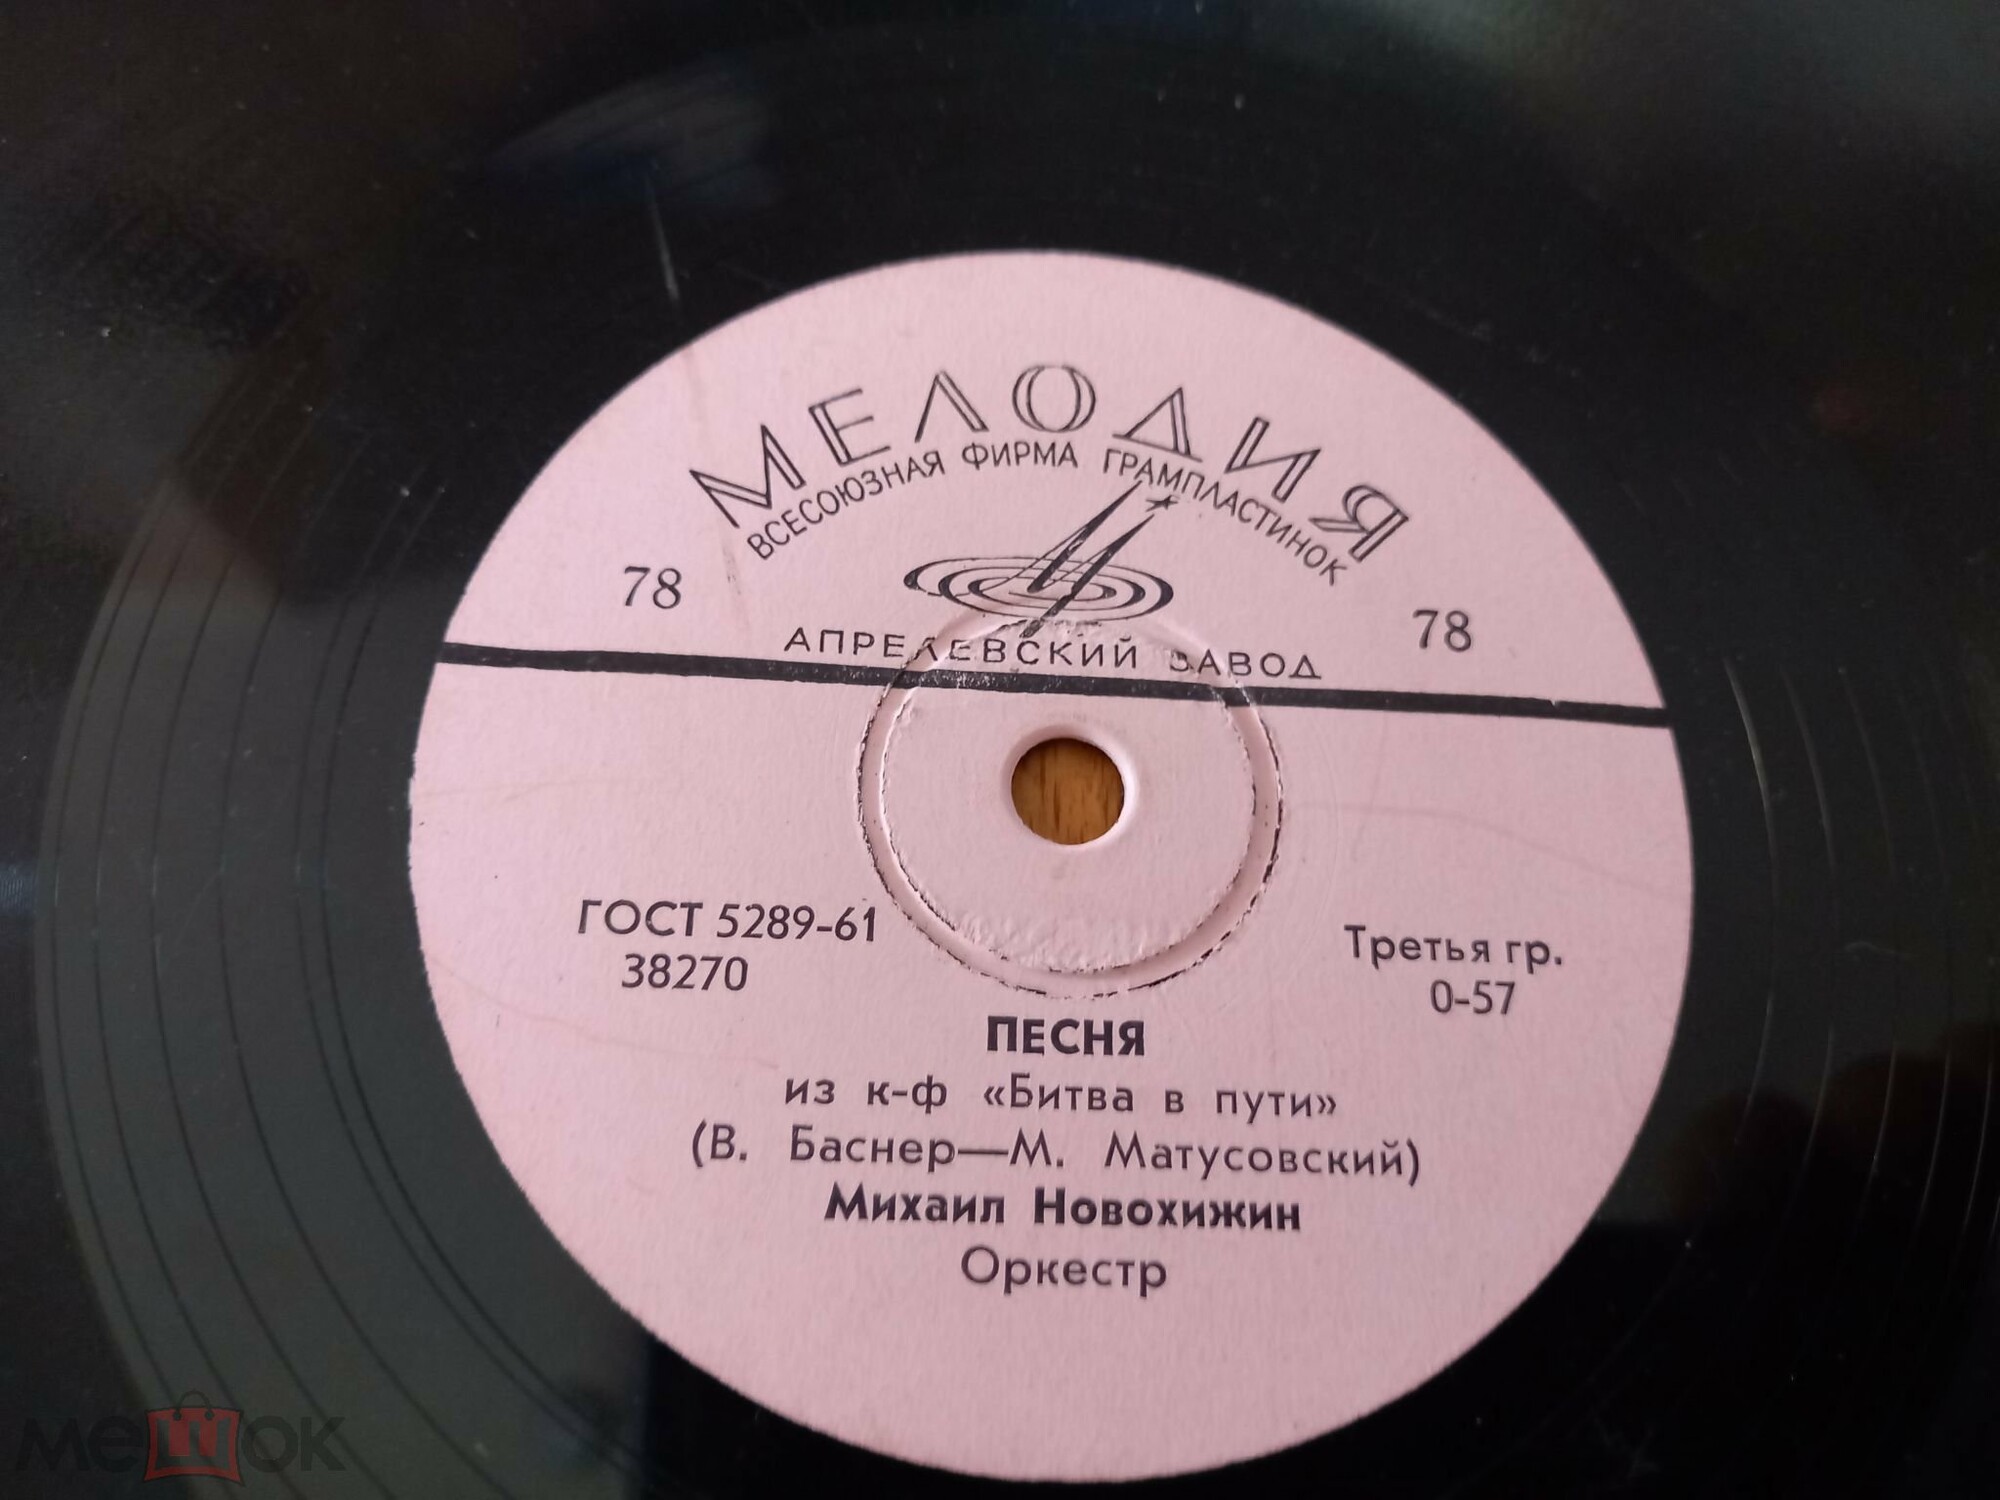 МЕЛОДИЯ
ВСЕСОЮЗНАЯ ФИРМА ГРАМПЛАСТИНОК
78
78
АПРЕЛЕВСКИЙ ЗАВОД
ГОСТ 5289-61
38270
Третья гр.
0-57
ПЕСНЯ
из к-ф «Битва в пути»
(В. Баснер—М. Матусовский)
Михаил Новохижин
Оркестр
мешок